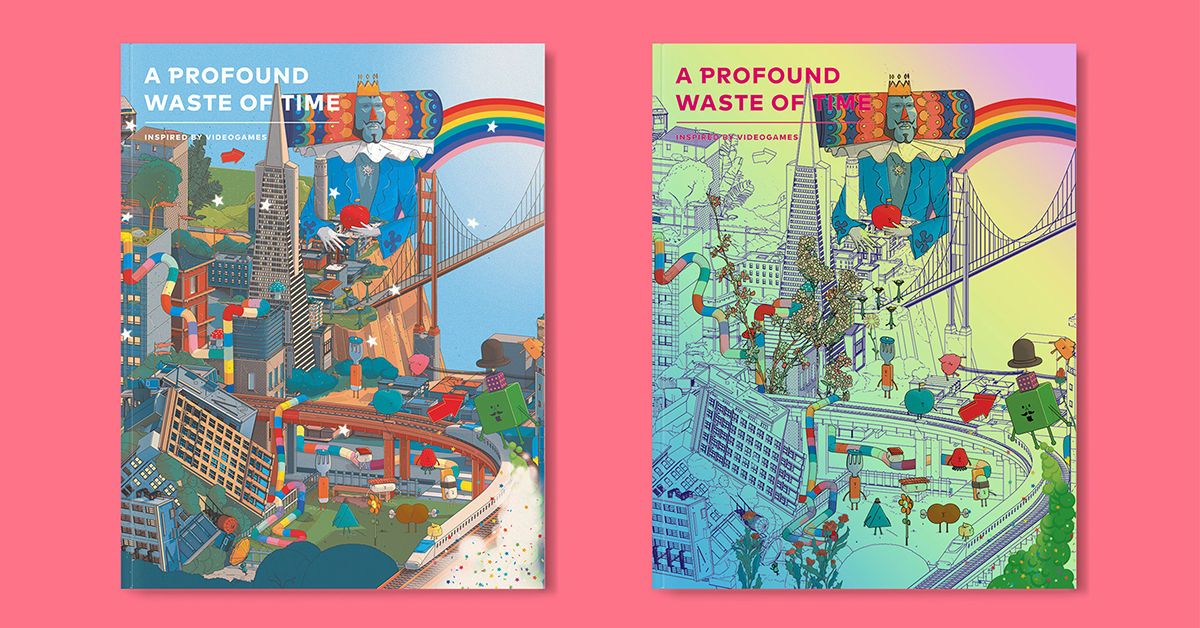 A PROFOUND
WASTE OF TIME
INSPIRED BY VIDEOGAMES
A PROFOUND
WASTE OF TIME
INSPIRED BY VIDEOGAMES